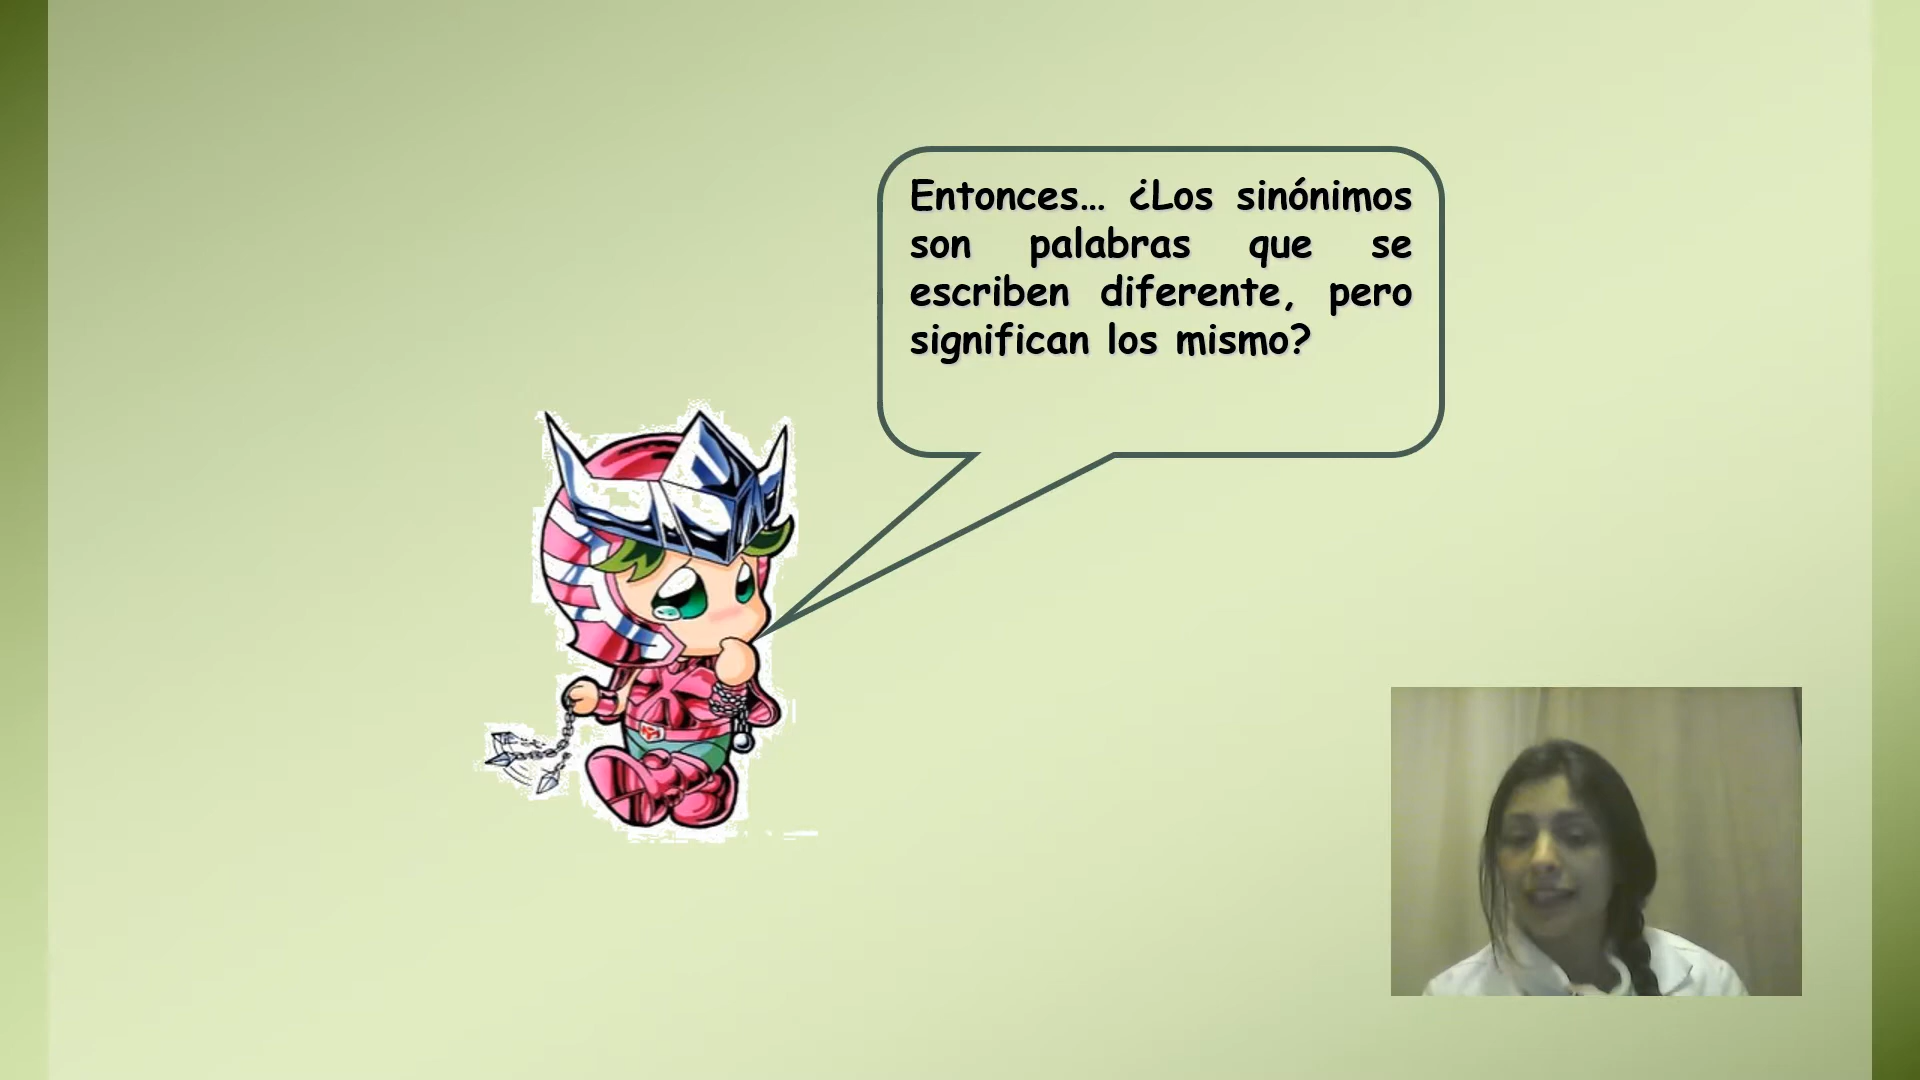 Entonces... ¿Los sinónimos
son palabras que se
escriben diferente, pero
significan los mismo?